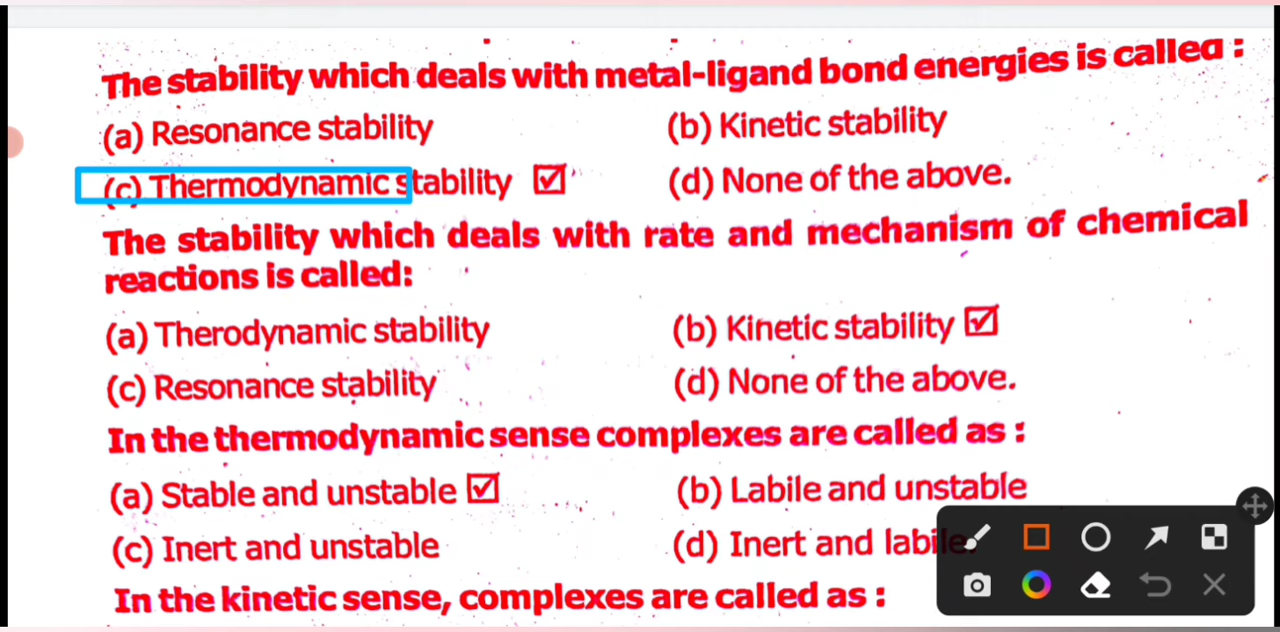 The stability which deals with metal-ligand bond energies is called :
(a) Resonance stability (b) Kinetic stability
(c) Thermodynamic stability (d) None of the above.
The stability which deals with rate and mechanism of chemical
reactions is called:
(a) Therodynamic stability (b) Kinetic stability
(c) Resonance stability (d) None of the above.
In the thermodynamic sense complexes are called as :
(a) Stable and unstable (b) Labile and unstable
(c) Inert and unstable (d) Inert and labile.
In the kinetic sense, complexes are called as :